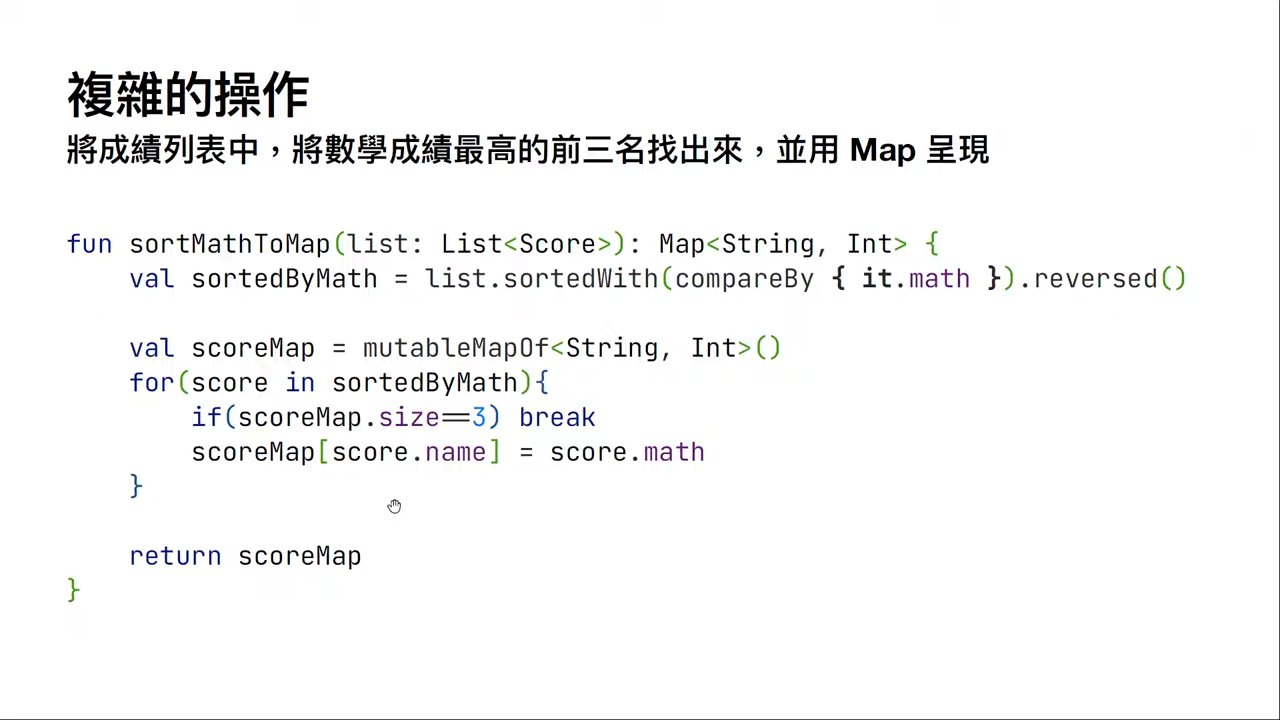 複雜的操作
將成績列表中，將數學成績最高的前三名找出來，並用 Map 呈現
fun sortMathToMap(list: List<Score>): Map<String, Int> {
    val sortedByMath = list.sortedWith(compareBy { it.math }).reversed()
    val scoreMap = mutableMapOf<String, Int>()
    for(score in sortedByMath){
        if(scoreMap.size==3) break
        scoreMap[score.name] = score.math
    }
    return scoreMap
}